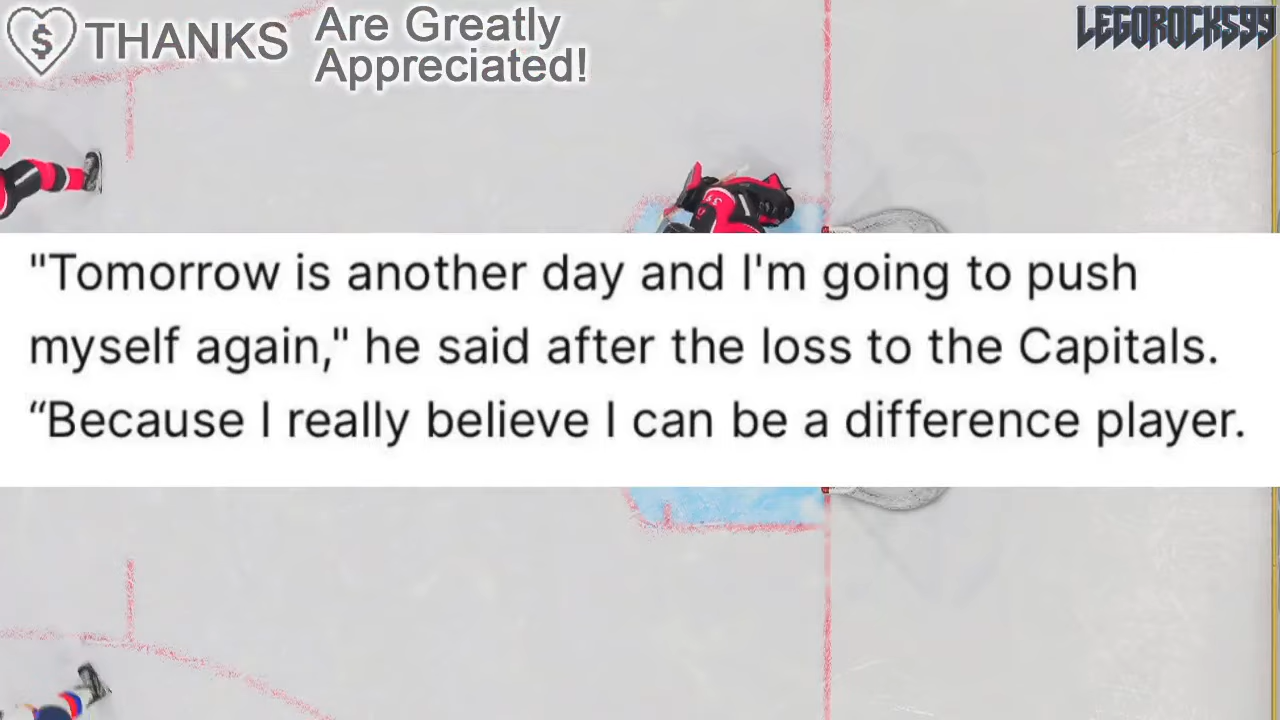 THANKS Are Greatly
Appreciated!
LEGOROCKS99
"Tomorrow is another day and I'm going to push
myself again," he said after the loss to the Capitals.
“Because I really believe I can be a difference player.